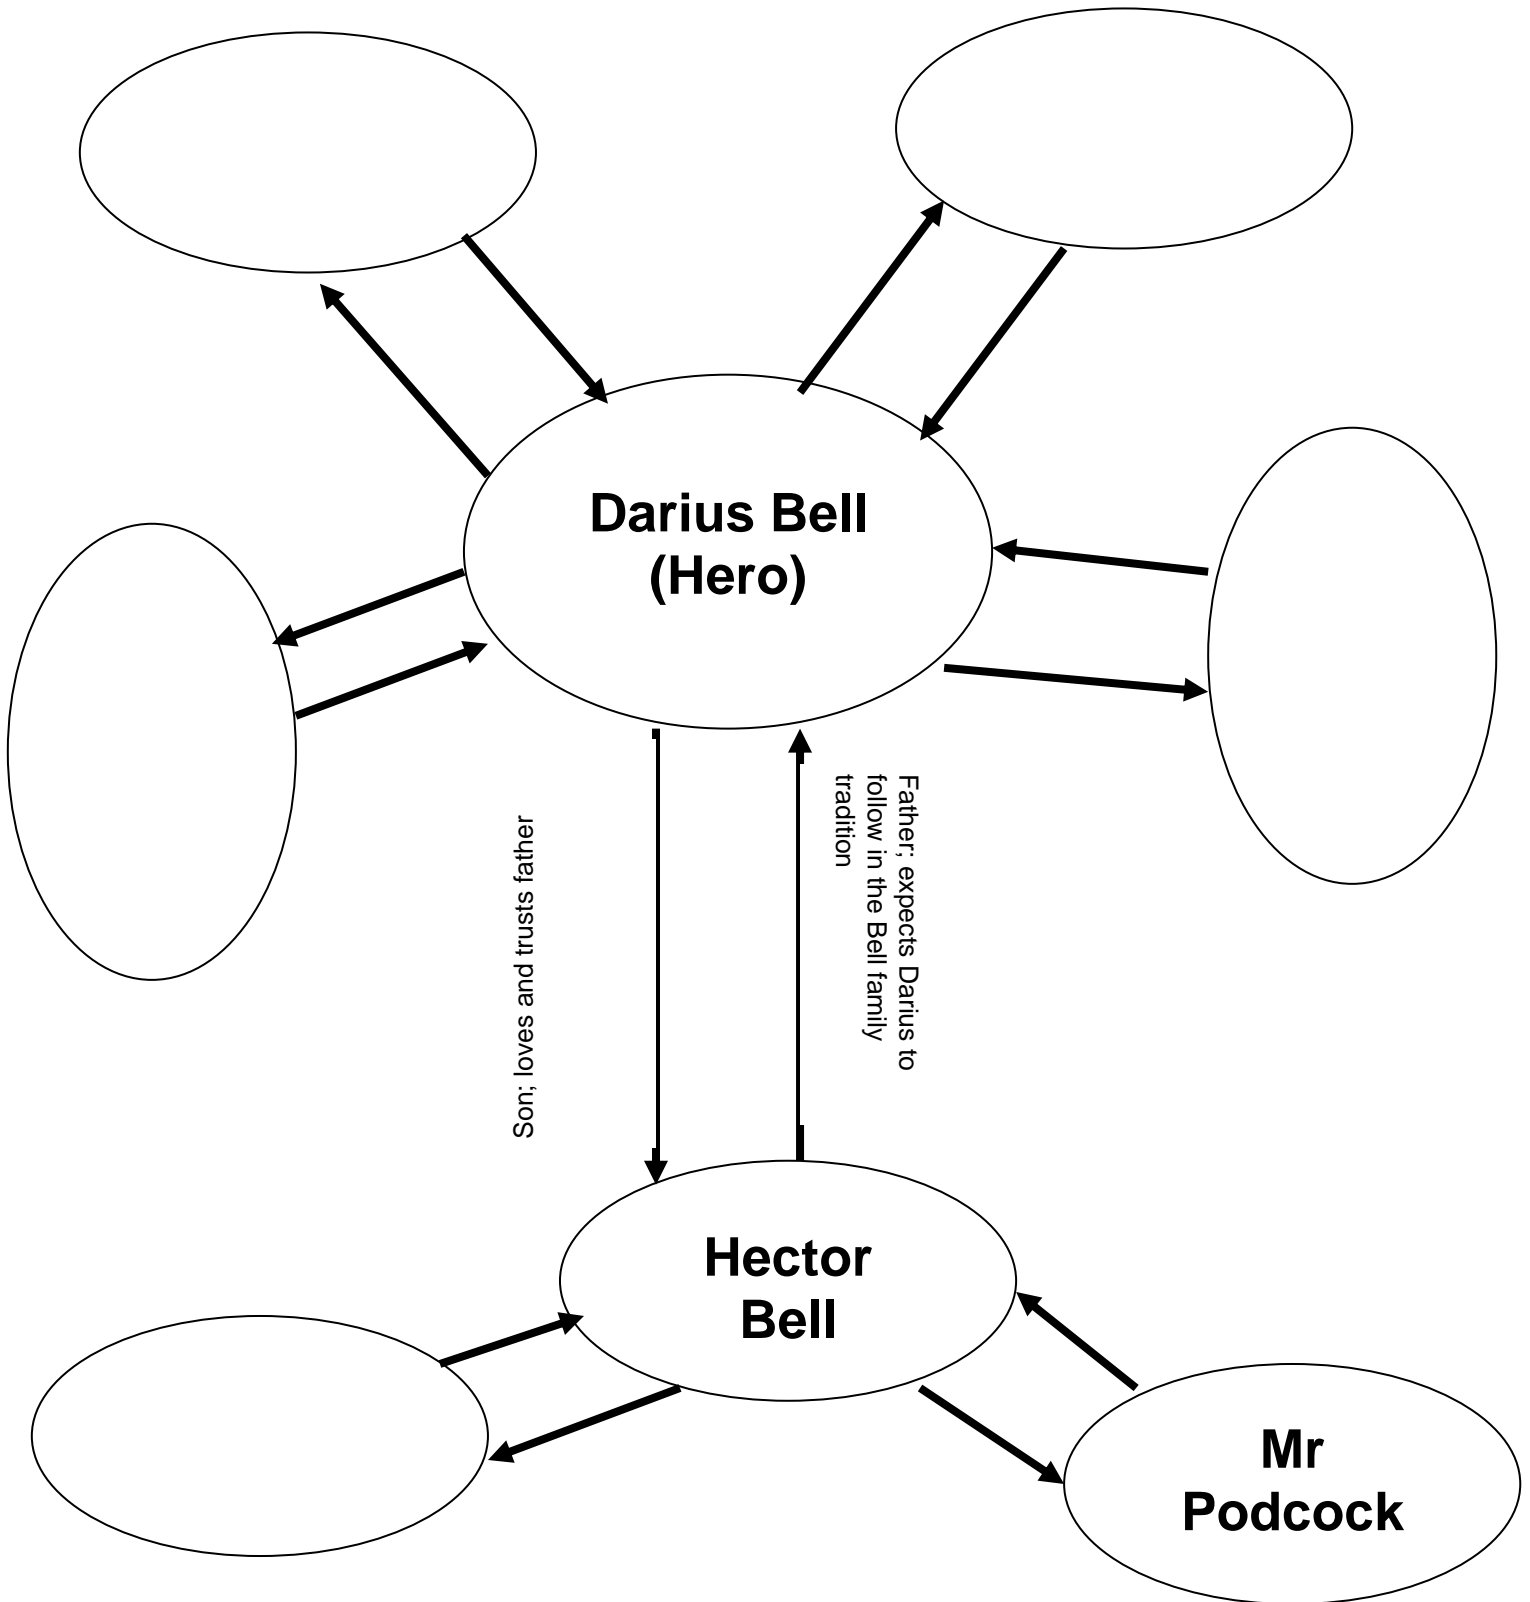 Darius Bell
(Hero)
Son; loves and trusts father
Father; expects Darius to
follow in the Bell family
tradition
Hector
Bell
Mr
Podcock